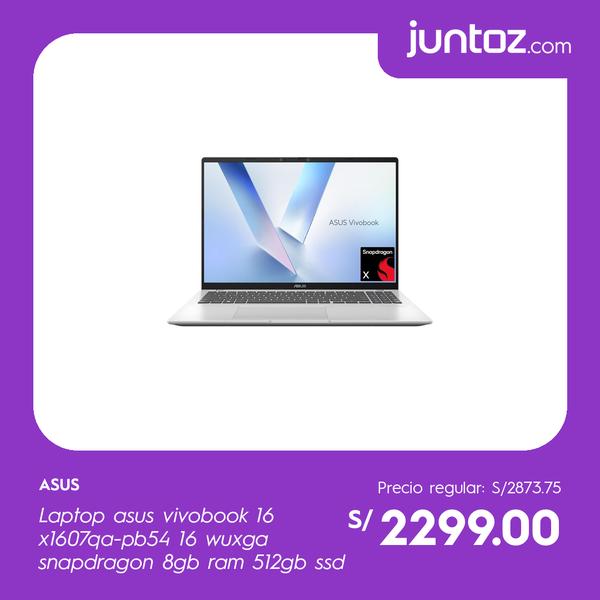 juntoz.com
ASUS Vivobook
Snapdragon
X
ASUS
Precio regular: S/2873.75
Laptop asus vivobook 16
x1607qa-pb54 16 wuxga
snapdragon 8gb ram 512gb ssd
S/ 2299.00